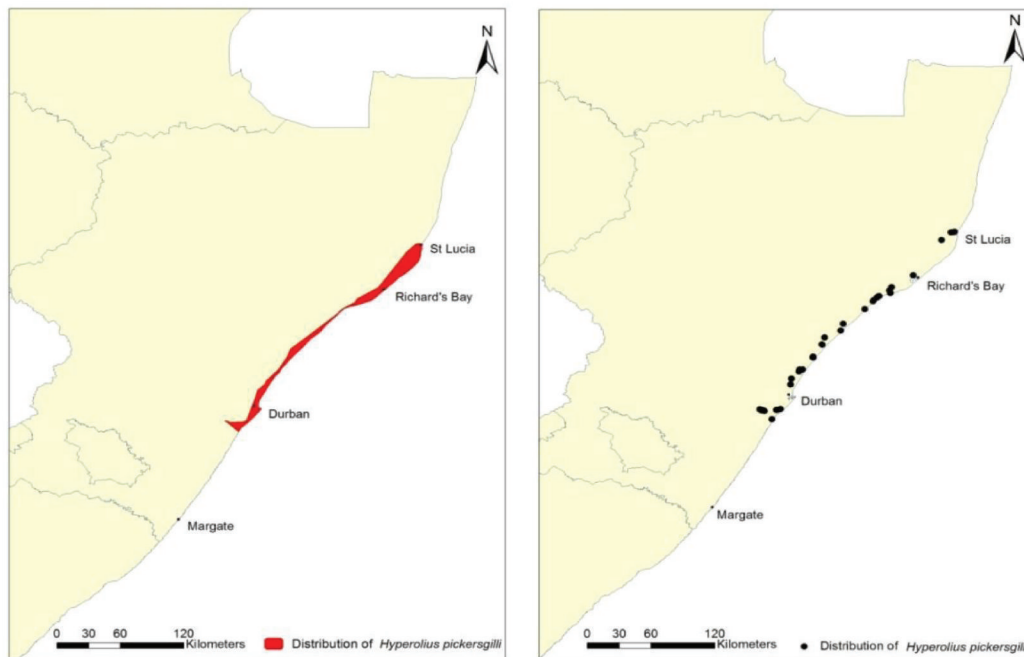 N
St Lucia
Richard's Bay
Durban
Margate
0 30 60 120
Kilometers
Distribution of Hyperolius pickersgilli
N
St Lucia
Richard's Bay
Durban
Margate
0 30 60 120
Kilometers
Distribution of Hyperolius pickersgilli